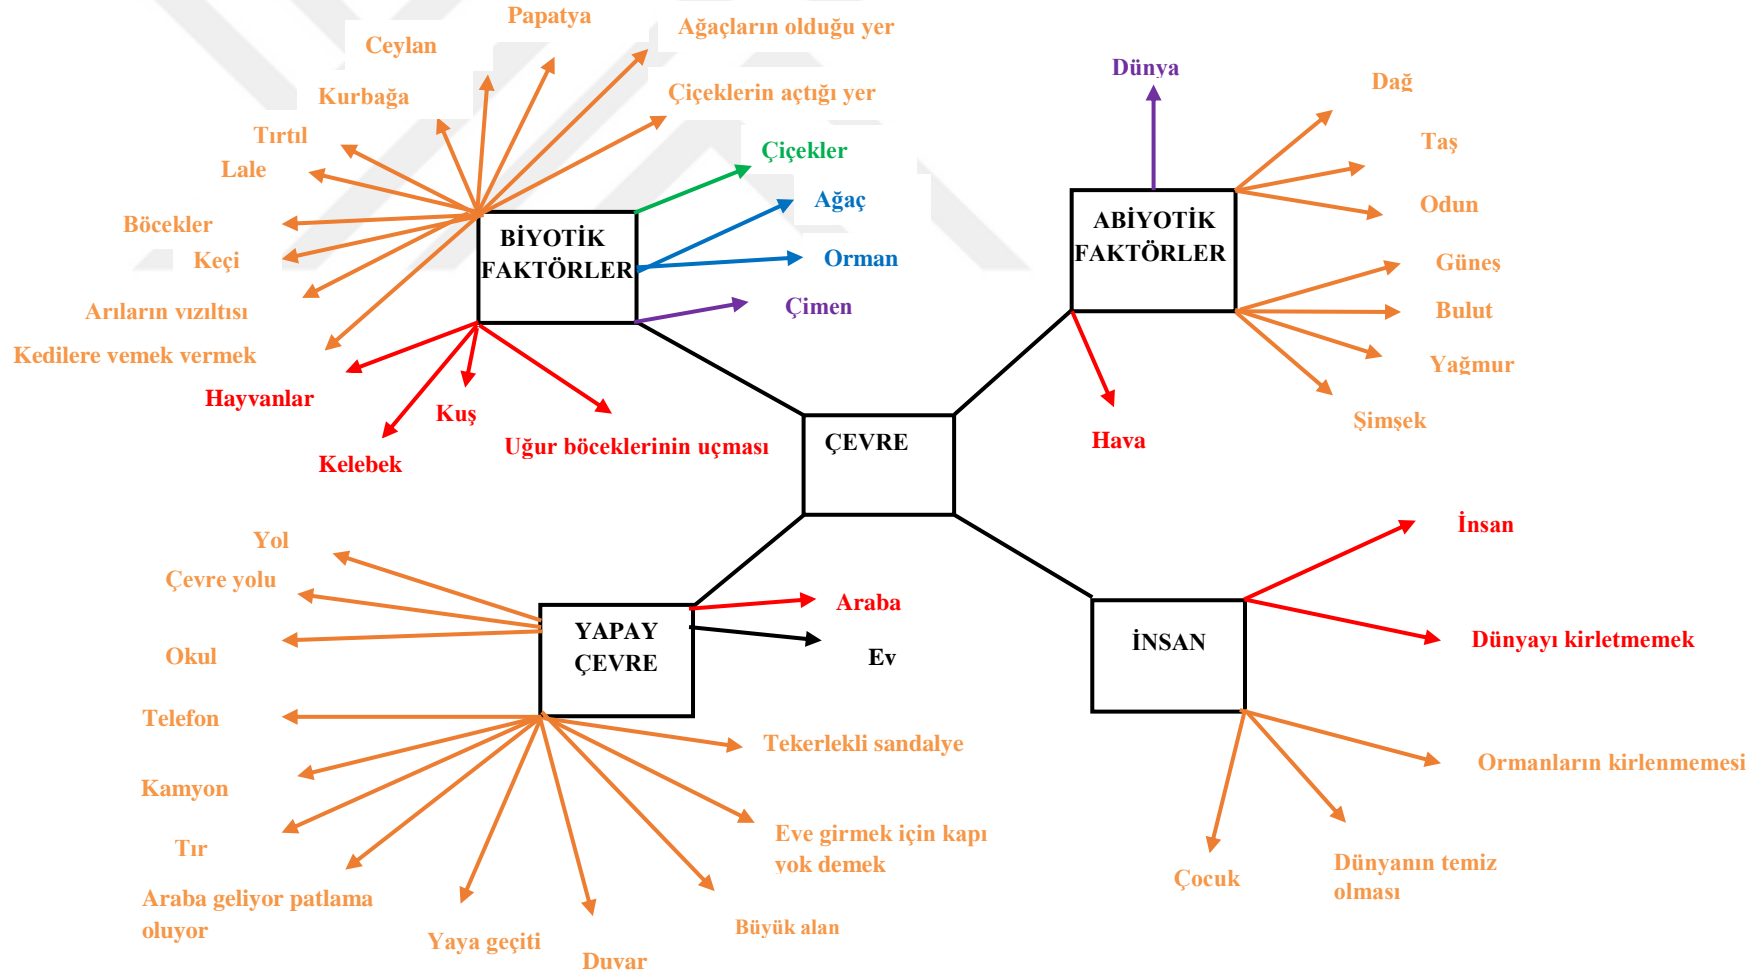 Papatya
Ağaçların olduğu yer
Ceylan
Kurbağa
Çiçeklerin açtığı yer
Tırtıl
Lale
Çiçekler
Ağaç
Böcekler
BİYOTİK
FAKTÖRLER
Orman
Keçi
Çimen
Arıların vızıltısı
Kedilere vemek vermek
Hayvanlar
Kuş
Kelebek
Uğur böceklerinin uçması
Dünya
Dağ
Taş
Odun
ABİYOTİK
FAKTÖRLER
Güneş
Bulut
Yağmur
Şimşek
Hava
ÇEVRE
Yol
Çevre yolu
Okul
YAPAY
ÇEVRE
Araba
Ev
Telefon
Kamyon
Tır
Araba geliyor patlama
oluyor
Yaya geçiti
Duvar
Büyük alan
Eve girmek için kapı
yok demek
Tekerlekli sandalye
İnsan
İNSAN
Dünyayı kirletmemek
Ormanların kirlenmemesi
Dünyanın temiz
olması
Çocuk